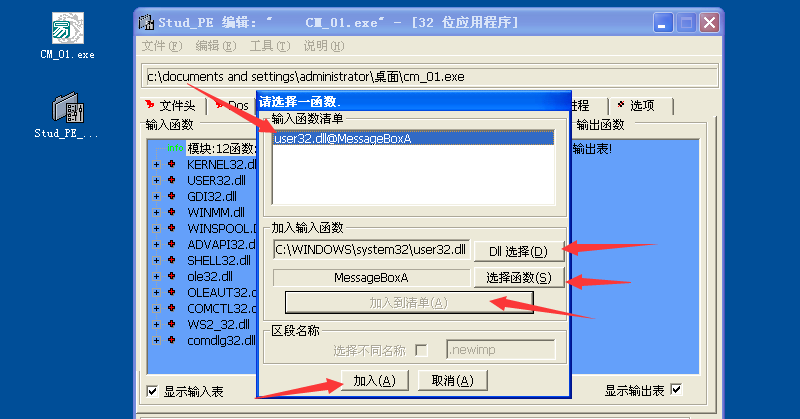 CM_01.exe
Stud_PE_...
Stud_PE 编辑: " CM_01.exe" - [32 位应用程序]
文件(F) 编辑(E) 工具(T) 说明(H)
c:\documents and settings\administrator\桌面\cm_01.exe
文件头 Dos 进程 选项
输入函数 输出函数
模块:12函数: 输出表!
KERNEL32.dll
USER32.dll
GDI32.dll
WINMM.dll
WINSPOOL.D
ADVAPI32.dl
SHELL32.dll
ole32.dll
OLEAUT32.dl
COMCTL32.d
WS2_32.dll
comdlg32.dll
显示输入表 显示输出表
请选择一函数.
输入函数清单
user32.dll@MessageBoxA
加入输入函数
C:\WINDOWS\system32\user32.dll
Dll 选择(D)
MessageBoxA
选择函数(S)
加入到清单(A)
区段名称
选择不同名称 .newimp
加入(A) 取消(A)